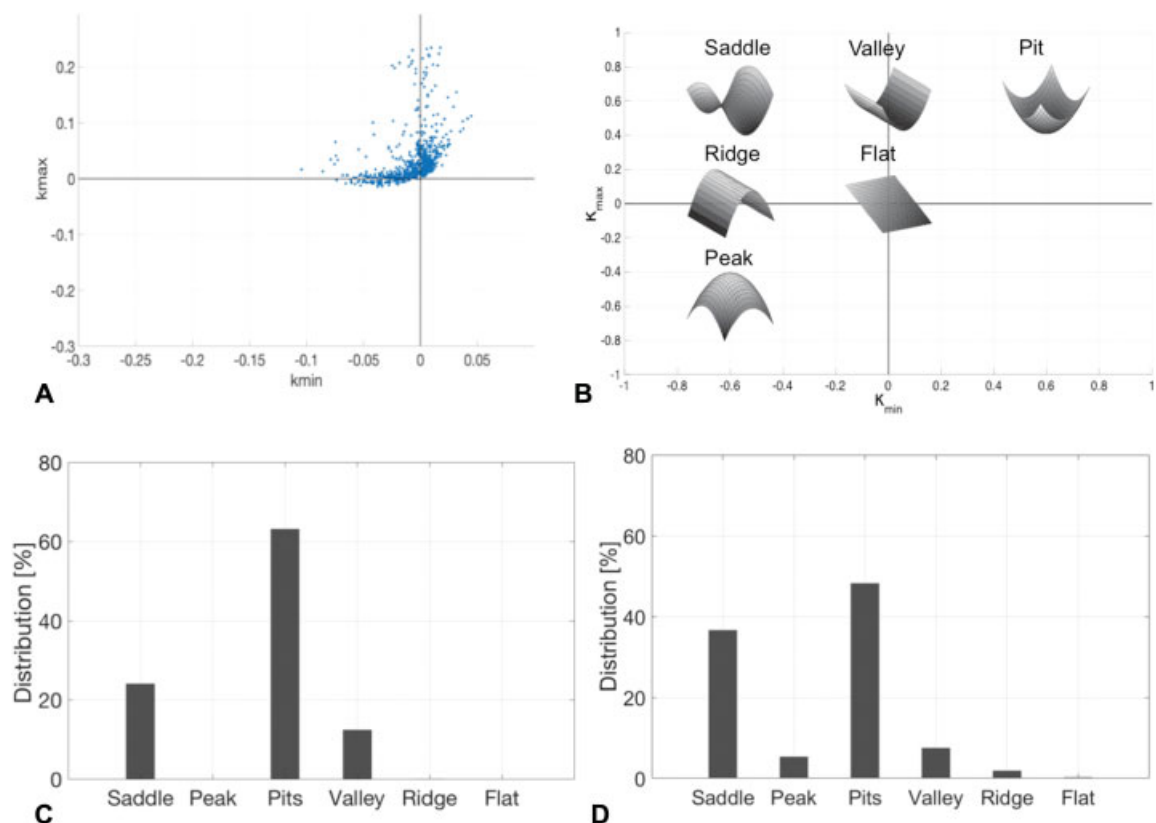 0.2
0.1
0
-0.1
-0.2
-0.3
kmax
-0.3 -0.25 -0.2 -0.15 -0.1 -0.05 0 0.05
kmin
A
1
0.8
0.6
0.4
0.2
0
-0.2
-0.4
-0.6
-0.8
-1
Kmax
Saddle Valley Pit
Ridge Flat
Peak
-1 -0.8 -0.6 -0.4 -0.2 0 0.2 0.4 0.6 0.8 1
Kmin
B
80
60
40
20
0
Distribution [%]
Saddle Peak Pits Valley Ridge Flat
C
80
60
40
20
0
Distribution [%]
Saddle Peak Pits Valley Ridge Flat
D